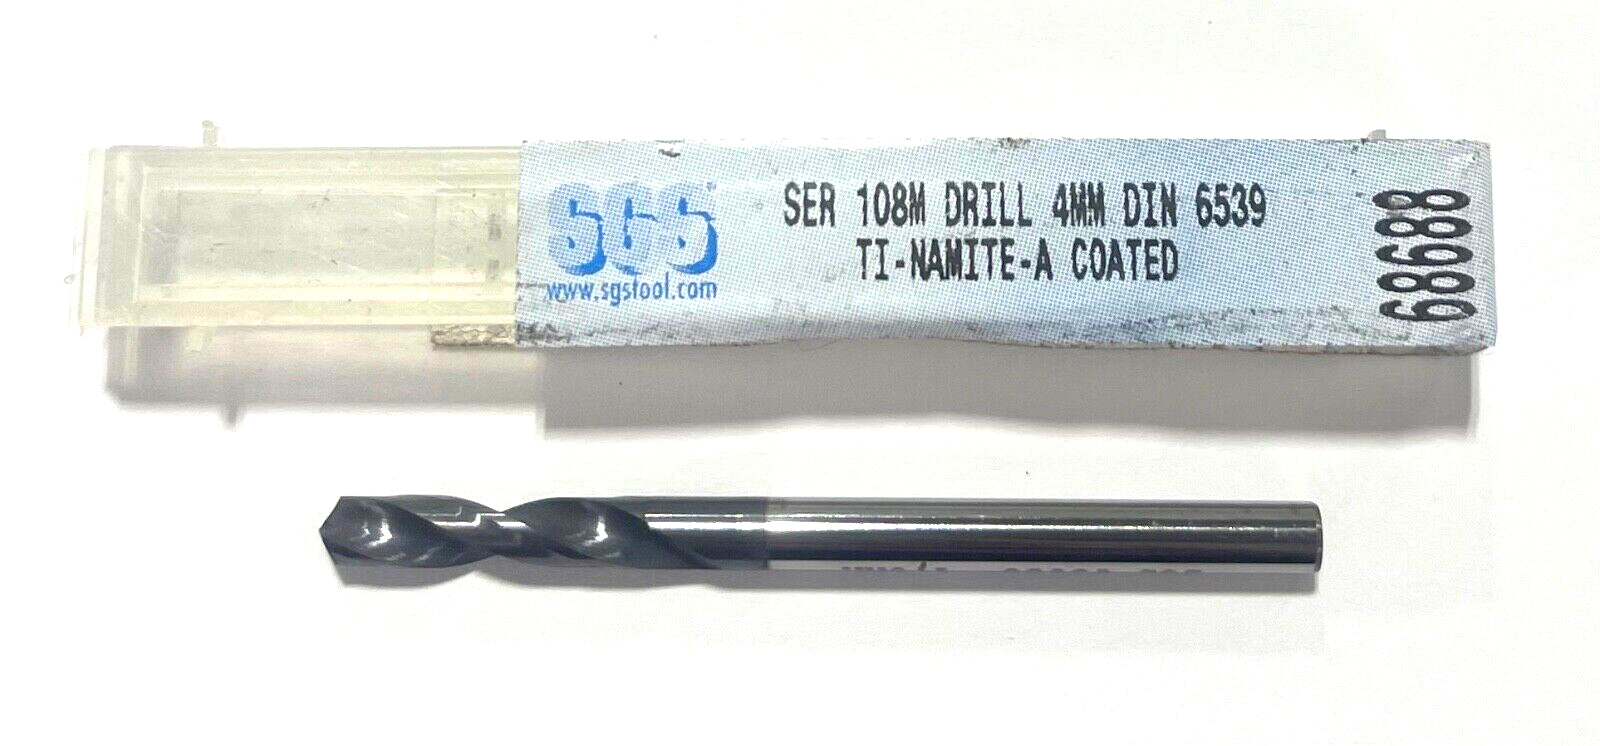 SGS
www.sgstool.com
SER 108M DRILL 4MM DIN 6539
TI-NAMITE-A COATED
68688